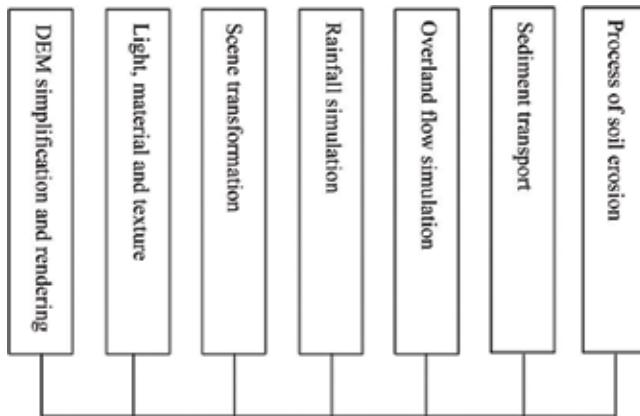 DEM simplification and rendering
Light, material and texture
Scene transformation
Rainfall simulation
Overland flow simulation
Sediment transport
Process of soil erosion